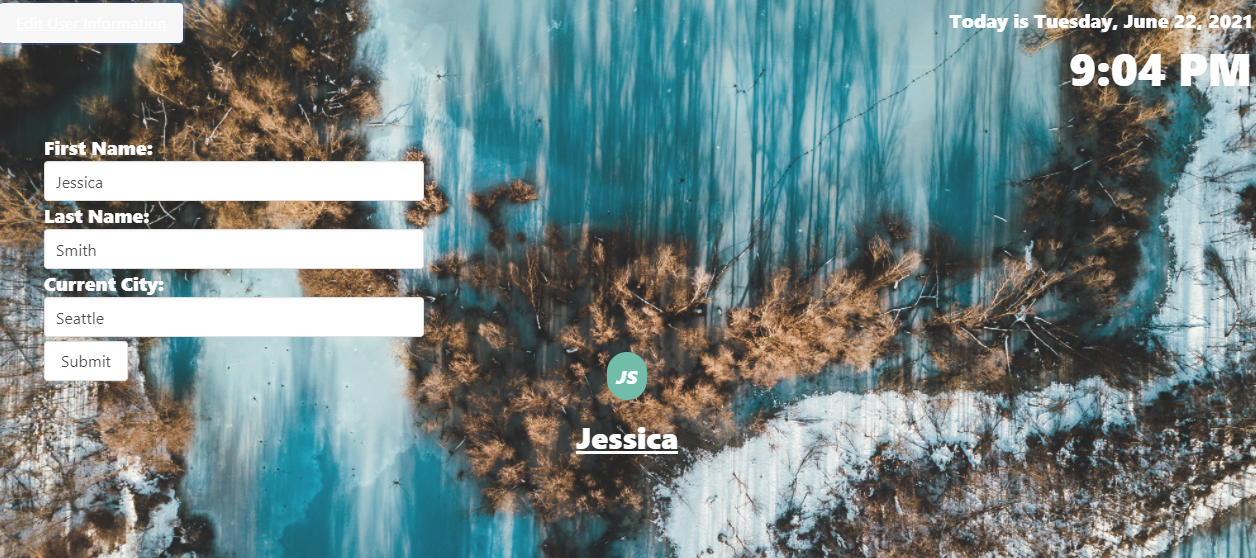 Edit User Information
Today is Tuesday, June 22, 2021
9:04 PM
First Name:
Jessica
Last Name:
Smith
Current City:
Seattle
Submit
JS
Jessica